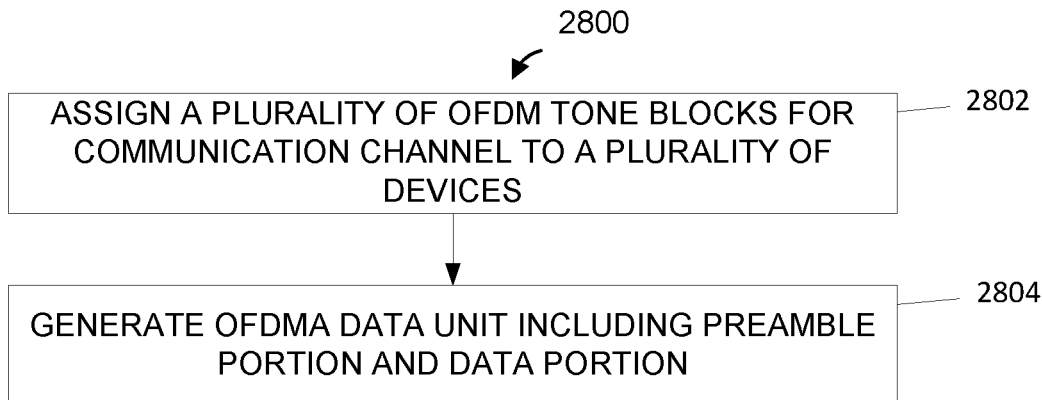 2800
ASSIGN A PLURALITY OF OFDM TONE BLOCKS FOR
COMMUNICATION CHANNEL TO A PLURALITY OF
DEVICES
2802
GENERATE OFDMA DATA UNIT INCLUDING PREAMBLE
PORTION AND DATA PORTION
2804